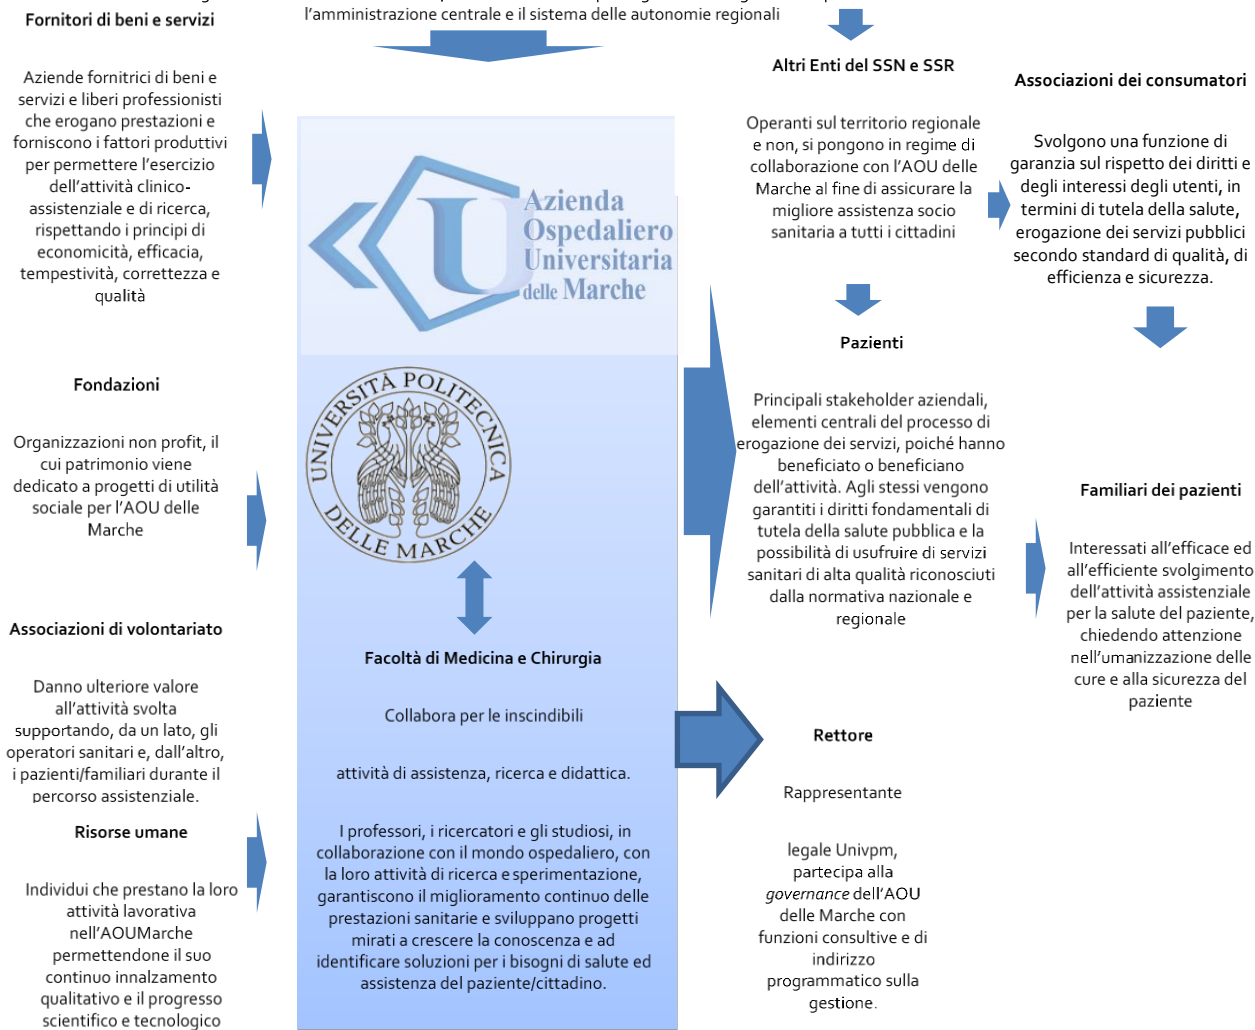 l’amministrazione centrale e il sistema delle autonomie regionali
Fornitori di beni e servizi
Aziende fornitrici di beni e
servizi e liberi professionisti
che erogano prestazioni e
forniscono i fattori produttivi
per permettere l’esercizio
dell’attività clinico-
assistenziale e di ricerca,
rispettando i principi di
economicità, efficacia,
tempestività, correttezza e
qualità
Fondazioni
Organizzazioni non profit, il
cui patrimonio viene
dedicato a progetti di utilità
sociale per l’AOU delle
Marche
Associazioni di volontariato
Danno ulteriore valore
all’attività svolta
supportando, da un lato, gli
operatori sanitari e, dall’altro,
i pazienti/familiari durante il
percorso assistenziale.
Risorse umane
Individui che prestano la loro
attività lavorativa
nell’AOUMarche
permettendone il suo
continuo innalzamento
qualitativo e il progresso
scientifico e tecnologico
U
Azienda
Ospedaliero
Universitaria
delle Marche
UNIVERSITÀ POLITECNICA
DELLE MARCHE
Facoltà di Medicina e Chirurgia
Collabora per le inscindibili
attività di assistenza, ricerca e didattica.
I professori, i ricercatori e gli studiosi, in
collaborazione con il mondo ospedaliero, con
la loro attività di ricerca e sperimentazione,
garantiscono il miglioramento continuo delle
prestazioni sanitarie e sviluppano progetti
mirati a crescere la conoscenza e ad
identificare soluzioni per i bisogni di salute ed
assistenza del paziente/cittadino.
Altri Enti del SSN e SSR
Operanti sul territorio regionale
e non, si pongono in regime di
collaborazione con l’AOU delle
Marche al fine di assicurare la
migliore assistenza socio
sanitaria a tutti i cittadini
Pazienti
Principali stakeholder aziendali,
elementi centrali del processo di
erogazione dei servizi, poiché hanno
beneficiato o beneficiano
dell’attività. Agli stessi vengono
garantiti i diritti fondamentali di
tutela della salute pubblica e la
possibilità di usufruire di servizi
sanitari di alta qualità riconosciuti
dalla normativa nazionale e
regionale
Rettore
Rappresentante
legale Univpm,
partecipa alla
governance dell’AOU
delle Marche con
funzioni consultive e di
indirizzo
programmatico sulla
gestione.
Associazioni dei consumatori
Svolgono una funzione di
garanzia sul rispetto dei diritti e
degli interessi degli utenti, in
termini di tutela della salute,
erogazione dei servizi pubblici
secondo standard di qualità, di
efficienza e sicurezza.
Familiari dei pazienti
Interessati all’efficace ed
all’efficiente svolgimento
dell’attività assistenziale
per la salute del paziente,
chiedendo attenzione
nell’umanizzazione delle
cure e alla sicurezza del
paziente